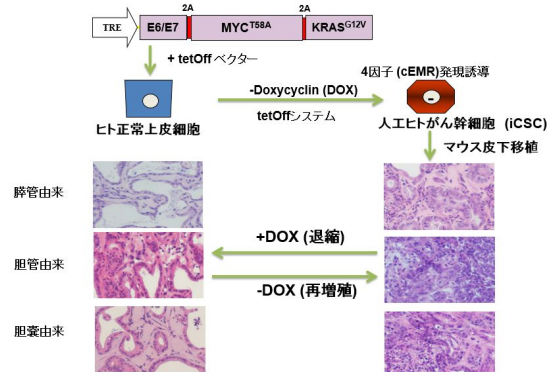 2A 2A
TRE E6/E7 MYCT58A KRASG12V
+ tetOff ベクター
-Doxycyclin (DOX)
4因子 (cEMR)発現誘導
tetOffシステム
ヒト正常上皮細胞
人工ヒトがん幹細胞 (iCSC)
マウス皮下移植
膵管由来
+DOX (退縮)
胆管由来
-DOX (再増殖)
胆嚢由来